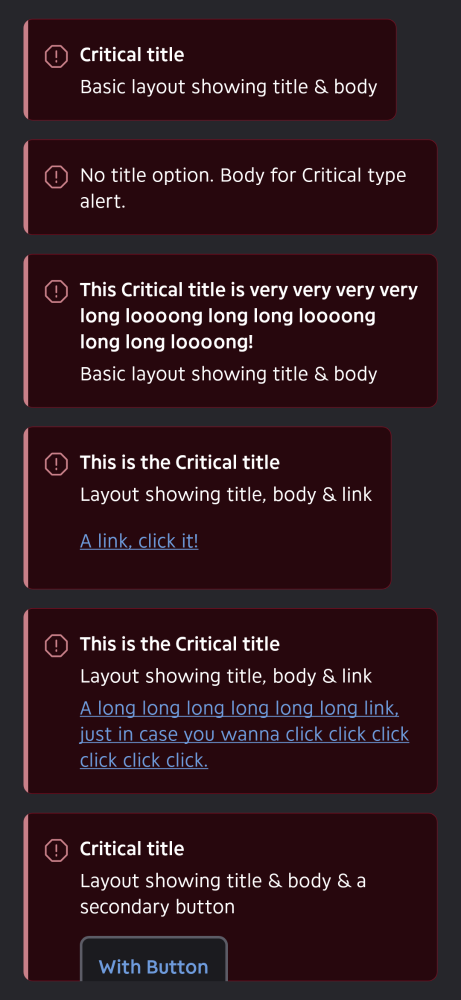 Critical title
Basic layout showing title & body
No title option. Body for Critical type
alert.
This Critical title is very very very very
long loooong long long loooong
long long loooong!
Basic layout showing title & body
This is the Critical title
Layout showing title, body & link
A link, click it!
This is the Critical title
Layout showing title, body & link
A long long long long long long link,
just in case you wanna click click click
click click click.
Critical title
Layout showing title & body & a
secondary button
With Button